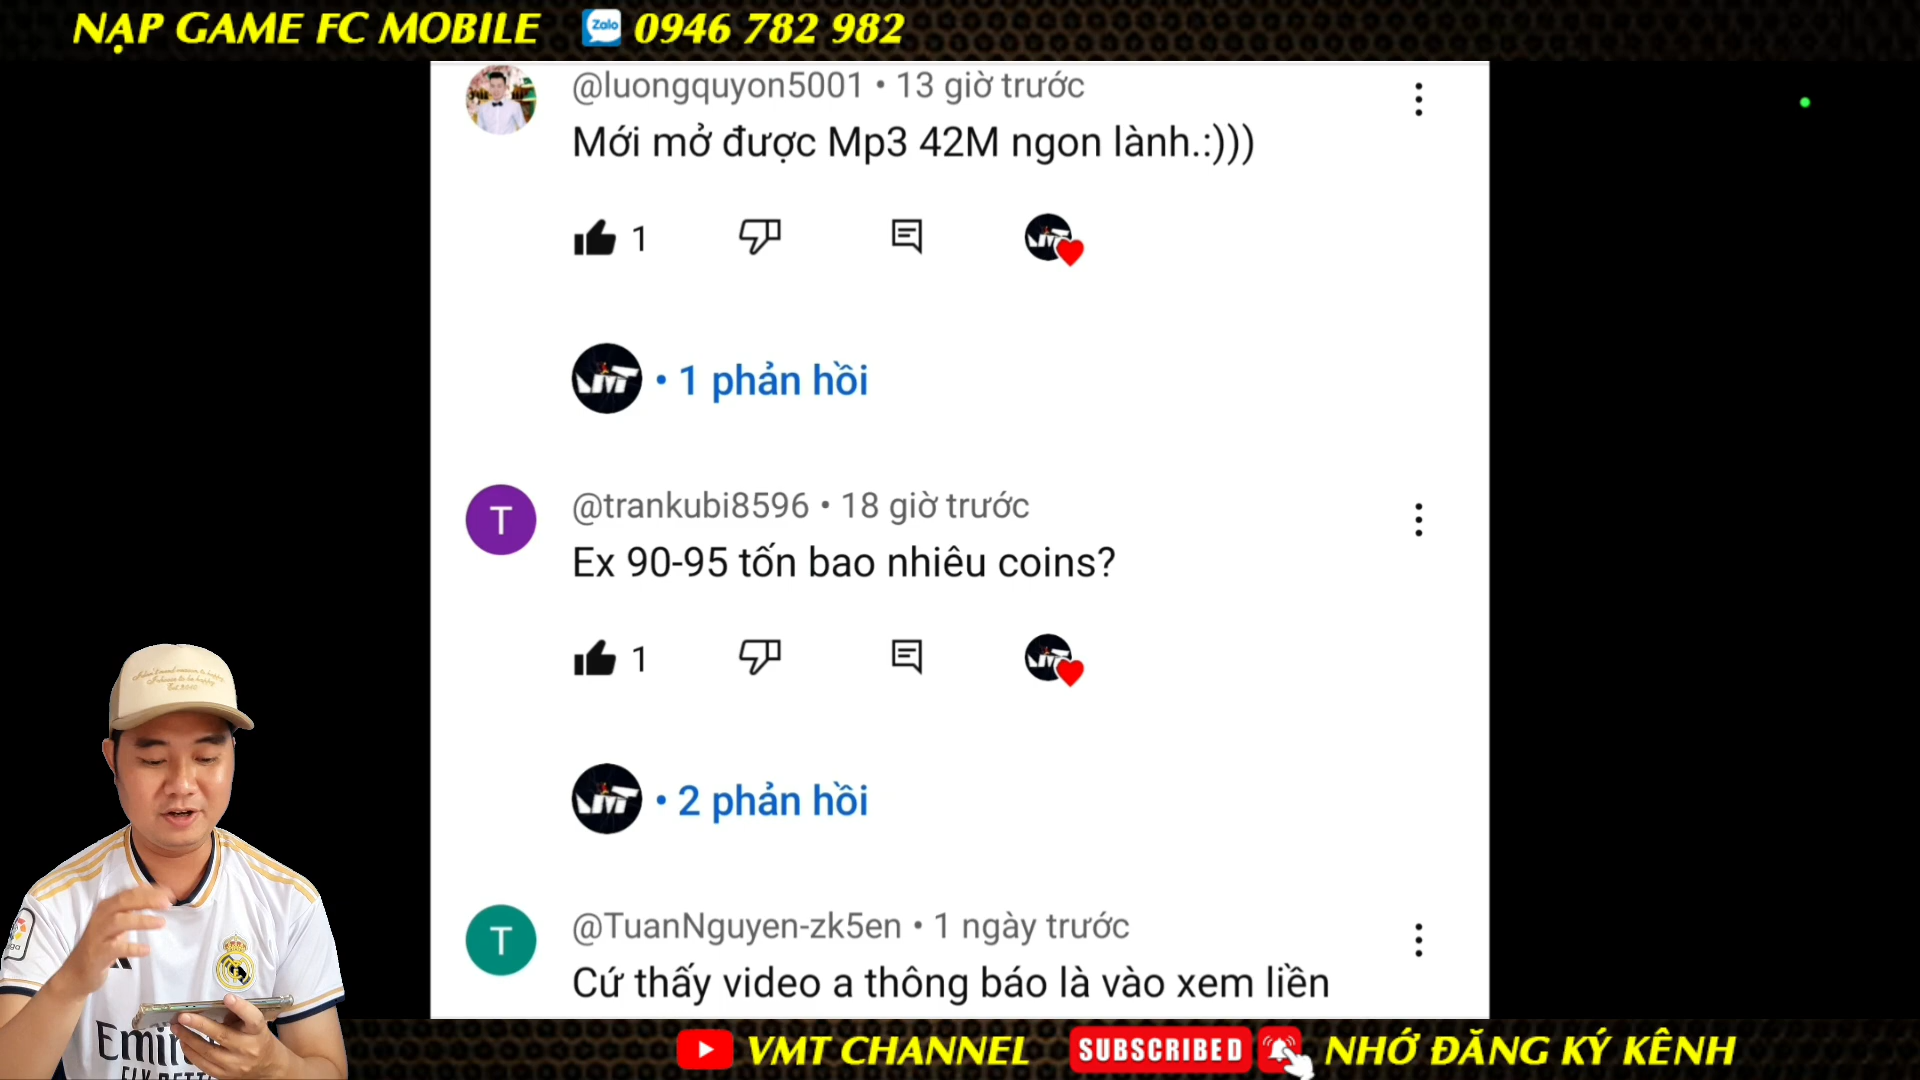 NẠP GAME FC MOBILE Zalo 0946 782 982
@luongquyon5001 • 13 giờ trước
Mới mở được Mp3 42M ngon lành.:)))
1
• 1 phản hồi
T @trankubi8596 • 18 giờ trước
Ex 90-95 tốn bao nhiêu coins?
1
• 2 phản hồi
T @TuanNguyen-zk5en • 1 ngày trước
Cứ thấy video a thông báo là vào xem liền
VMT CHANNEL SUBSCRIBED NHỚ ĐĂNG KÝ KÊNH